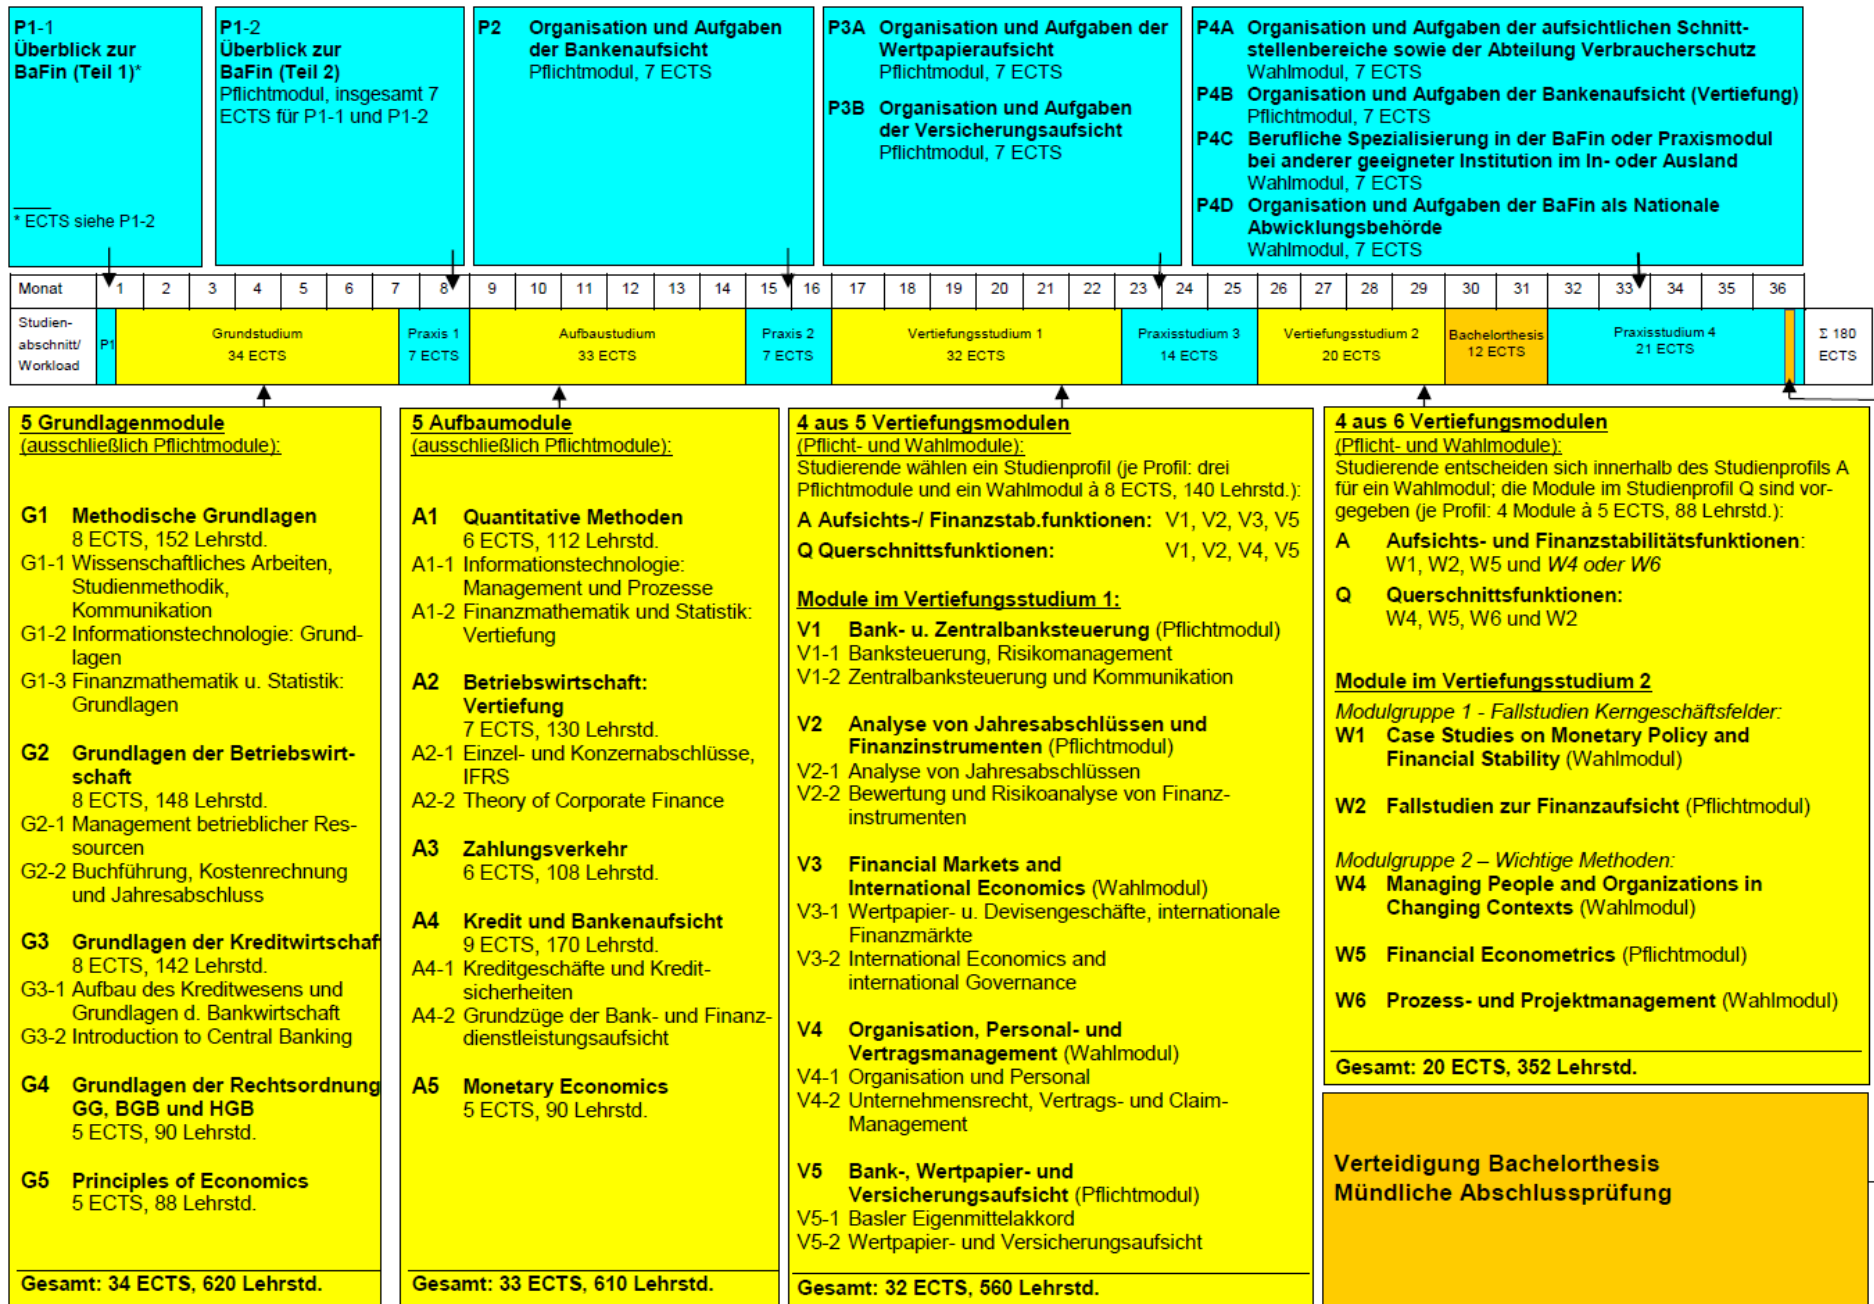 P1-1
Überblick zur
BaFin (Teil 1)*
* ECTS siehe P1-2
P1-2
Überblick zur
BaFin (Teil 2)
Pflichtmodul, insgesamt 7
ECTS für P1-1 und P1-2
P2 Organisation und Aufgaben
der Bankenaufsicht
Pflichtmodul, 7 ECTS
P3A Organisation und Aufgaben der
Wertpapieraufsicht
Pflichtmodul, 7 ECTS
P3B Organisation und Aufgaben
der Versicherungsaufsicht
Pflichtmodul, 7 ECTS
P4A Organisation und Aufgaben der aufsichtlichen Schnitt-
stellenbereiche sowie der Abteilung Verbraucherschutz
Wahlmodul, 7 ECTS
P4B Organisation und Aufgaben der Bankenaufsicht (Vertiefung)
Pflichtmodul, 7 ECTS
P4C Berufliche Spezialisierung in der BaFin oder Praxismodul
bei anderer geeigneter Institution im In- oder Ausland
Wahlmodul, 7 ECTS
P4D Organisation und Aufgaben der BaFin als Nationale
Abwicklungsbehörde
Wahlmodul, 7 ECTS
Monat 1 2 3 4 5 6 7 8 9 10 11 12 13 14 15 16 17 18 19 20 21 22 23 24 25 26 27 28 29 30 31 32 33 34 35 36
Studien-
abschnitt/
Workload
P1
Grundstudium
34 ECTS
Praxis 1
7 ECTS
Aufbaustudium
33 ECTS
Praxis 2
7 ECTS
Vertiefungsstudium 1
32 ECTS
Praxisstudium 3
14 ECTS
Vertiefungsstudium 2
20 ECTS
Bachelorthesis
12 ECTS
Praxisstudium 4
21 ECTS
Σ 180
ECTS
5 Grundlagenmodule
(ausschließlich Pflichtmodule):
G1 Methodische Grundlagen
8 ECTS, 152 Lehrstd.
G1-1 Wissenschaftliches Arbeiten,
Studienmethodik,
Kommunikation
G1-2 Informationstechnologie: Grund-
lagen
G1-3 Finanzmathematik u. Statistik:
Grundlagen
G2 Grundlagen der Betriebswirt-
schaft
8 ECTS, 148 Lehrstd.
G2-1 Management betrieblicher Res-
sourcen
G2-2 Buchführung, Kostenrechnung
und Jahresabschluss
G3 Grundlagen der Kreditwirtschaf
8 ECTS, 142 Lehrstd.
G3-1 Aufbau des Kreditwesens und
Grundlagen d. Bankwirtschaft
G3-2 Introduction to Central Banking
G4 Grundlagen der Rechtsordnung
GG, BGB und HGB
5 ECTS, 90 Lehrstd.
G5 Principles of Economics
5 ECTS, 88 Lehrstd.
Gesamt: 34 ECTS, 620 Lehrstd.
5 Aufbaumodule
(ausschließlich Pflichtmodule):
A1 Quantitative Methoden
6 ECTS, 112 Lehrstd.
A1-1 Informationstechnologie:
Management und Prozesse
A1-2 Finanzmathematik und Statistik:
Vertiefung
A2 Betriebswirtschaft:
Vertiefung
7 ECTS, 130 Lehrstd.
A2-1 Einzel- und Konzernabschlüsse,
IFRS
A2-2 Theory of Corporate Finance
A3 Zahlungsverkehr
6 ECTS, 108 Lehrstd.
A4 Kredit und Bankenaufsicht
9 ECTS, 170 Lehrstd.
A4-1 Kreditgeschäfte und Kredit-
sicherheiten
A4-2 Grundzüge der Bank- und Finanz-
dienstleistungsaufsicht
A5 Monetary Economics
5 ECTS, 90 Lehrstd.
Gesamt: 33 ECTS, 610 Lehrstd.
4 aus 5 Vertiefungsmodulen
(Pflicht- und Wahlmodule):
Studierende wählen ein Studienprofil (je Profil: drei
Pflichtmodule und ein Wahlmodul à 8 ECTS, 140 Lehrstd.):
A Aufsichts-/ Finanzstab.funktionen: V1, V2, V3, V5
Q Querschnittsfunktionen: V1, V2, V4, V5
Module im Vertiefungsstudium 1:
V1 Bank- u. Zentralbanksteuerung (Pflichtmodul)
V1-1 Banksteuerung, Risikomanagement
V1-2 Zentralbanksteuerung und Kommunikation
V2 Analyse von Jahresabschlüssen und
Finanzinstrumenten (Pflichtmodul)
V2-1 Analyse von Jahresabschlüssen
V2-2 Bewertung und Risikoanalyse von Finanz-
instrumenten
V3 Financial Markets and
International Economics (Wahlmodul)
V3-1 Wertpapier- u. Devisengeschäfte, internationale
Finanzmärkte
V3-2 International Economics and
international Governance
V4 Organisation, Personal- und
Vertragsmanagement (Wahlmodul)
V4-1 Organisation und Personal
V4-2 Unternehmensrecht, Vertrags- und Claim-
Management
V5 Bank-, Wertpapier- und
Versicherungsaufsicht (Pflichtmodul)
V5-1 Basler Eigenmittelakkord
V5-2 Wertpapier- und Versicherungsaufsicht
Gesamt: 32 ECTS, 560 Lehrstd.
4 aus 6 Vertiefungsmodulen
(Pflicht- und Wahlmodule):
Studierende entscheiden sich innerhalb des Studienprofils A
für ein Wahlmodul; die Module im Studienprofil Q sind vor-
gegeben (je Profil: 4 Module à 5 ECTS, 88 Lehrstd.):
A Aufsichts- und Finanzstabilitätsfunktionen:
W1, W2, W5 und W4 oder W6
Q Querschnittsfunktionen:
W4, W5, W6 und W2
Module im Vertiefungsstudium 2
Modulgruppe 1 - Fallstudien Kerngeschäftsfelder:
W1 Case Studies on Monetary Policy and
Financial Stability (Wahlmodul)
W2 Fallstudien zur Finanzaufsicht (Pflichtmodul)
Modulgruppe 2 – Wichtige Methoden:
W4 Managing People and Organizations in
Changing Contexts (Wahlmodul)
W5 Financial Econometrics (Pflichtmodul)
W6 Prozess- und Projektmanagement (Wahlmodul)
Gesamt: 20 ECTS, 352 Lehrstd.
Verteidigung Bachelorthesis
Mündliche Abschlussprüfung